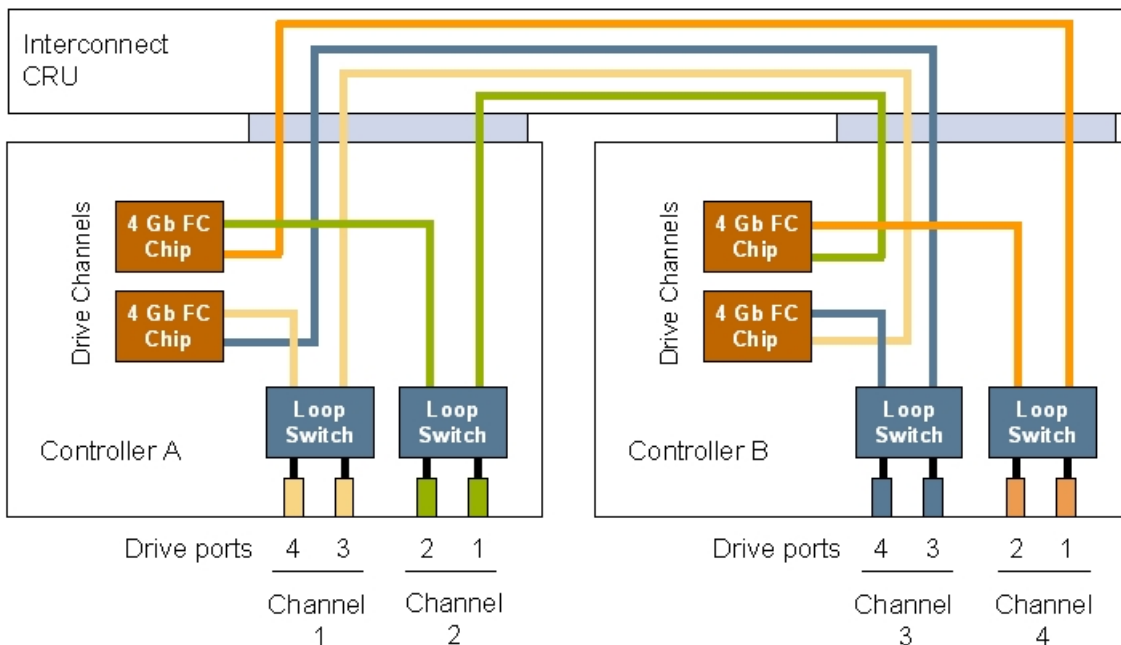 Interconnect
CRU
Drive Channels
4 Gb FC
Chip
4 Gb FC
Chip
Loop
Switch
Loop
Switch
Controller A
Drive ports 4 3 2 1
Channel
1
Channel
2
Drive Channels
4 Gb FC
Chip
4 Gb FC
Chip
Loop
Switch
Loop
Switch
Controller B
Drive ports 4 3 2 1
Channel
3
Channel
4